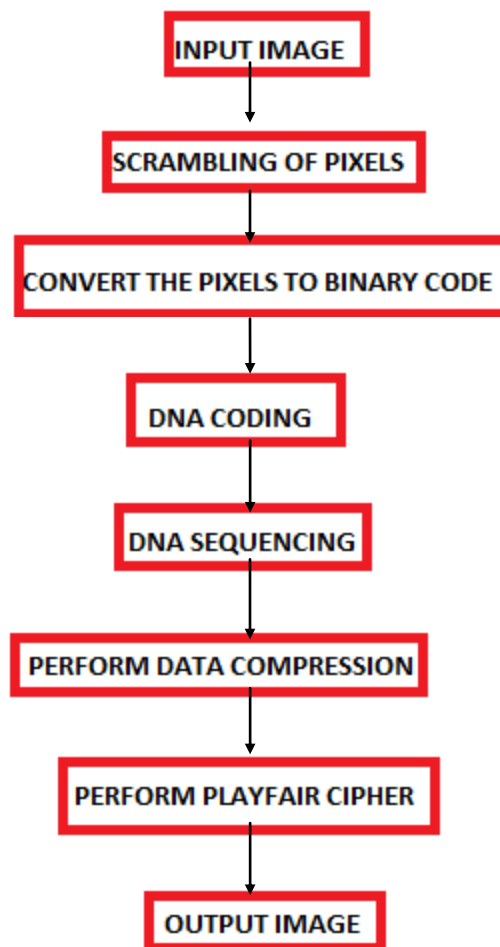 INPUT IMAGE
SCRAMBLING OF PIXELS
CONVERT THE PIXELS TO BINARY CODE
DNA CODING
DNA SEQUENCING
PERFORM DATA COMPRESSION
PERFORM PLAYFAIR CIPHER
OUTPUT IMAGE